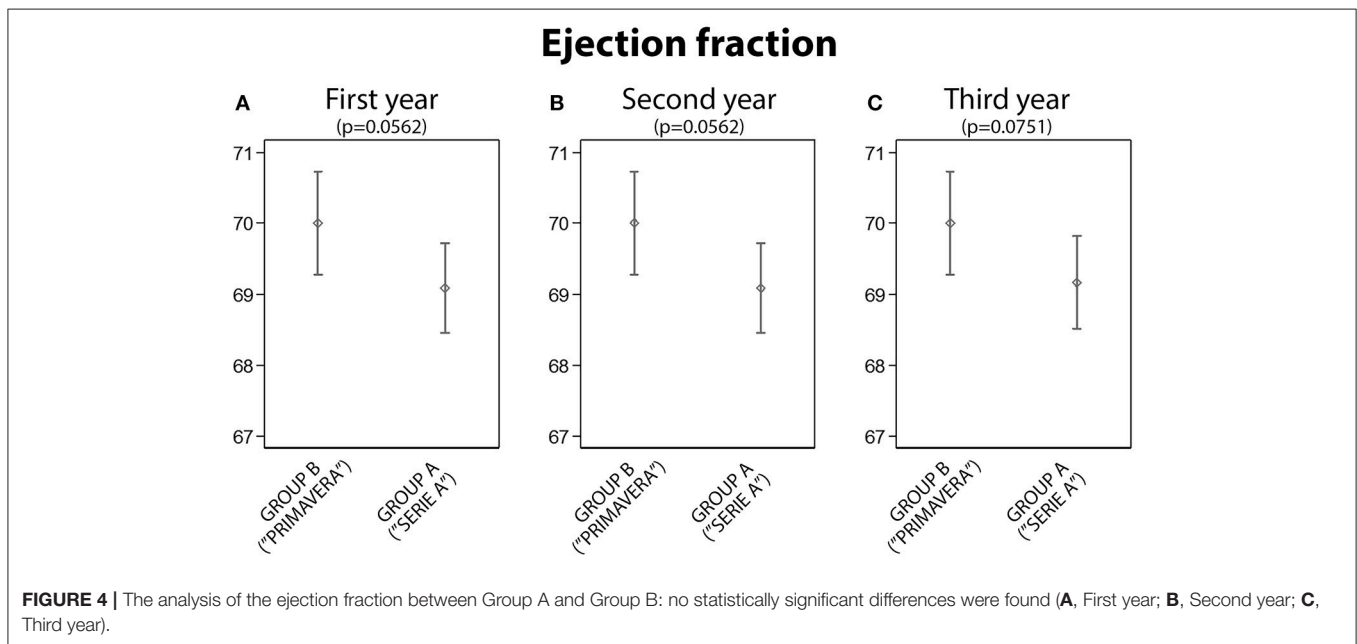 Ejection fraction
A First year
(p=0.0562)
71
70
69
68
67
GROUP B
("PRIMAVERA")
GROUP A
("SERIE A")
B Second year
(p=0.0562)
71
70
69
68
67
GROUP B
("PRIMAVERA")
GROUP A
("SERIE A")
C Third year
(p=0.0751)
71
70
69
68
67
GROUP B
("PRIMAVERA")
GROUP A
("SERIE A")
FIGURE 4 | The analysis of the ejection fraction between Group A and Group B: no statistically significant differences were found (A, First year; B, Second year; C,
Third year).